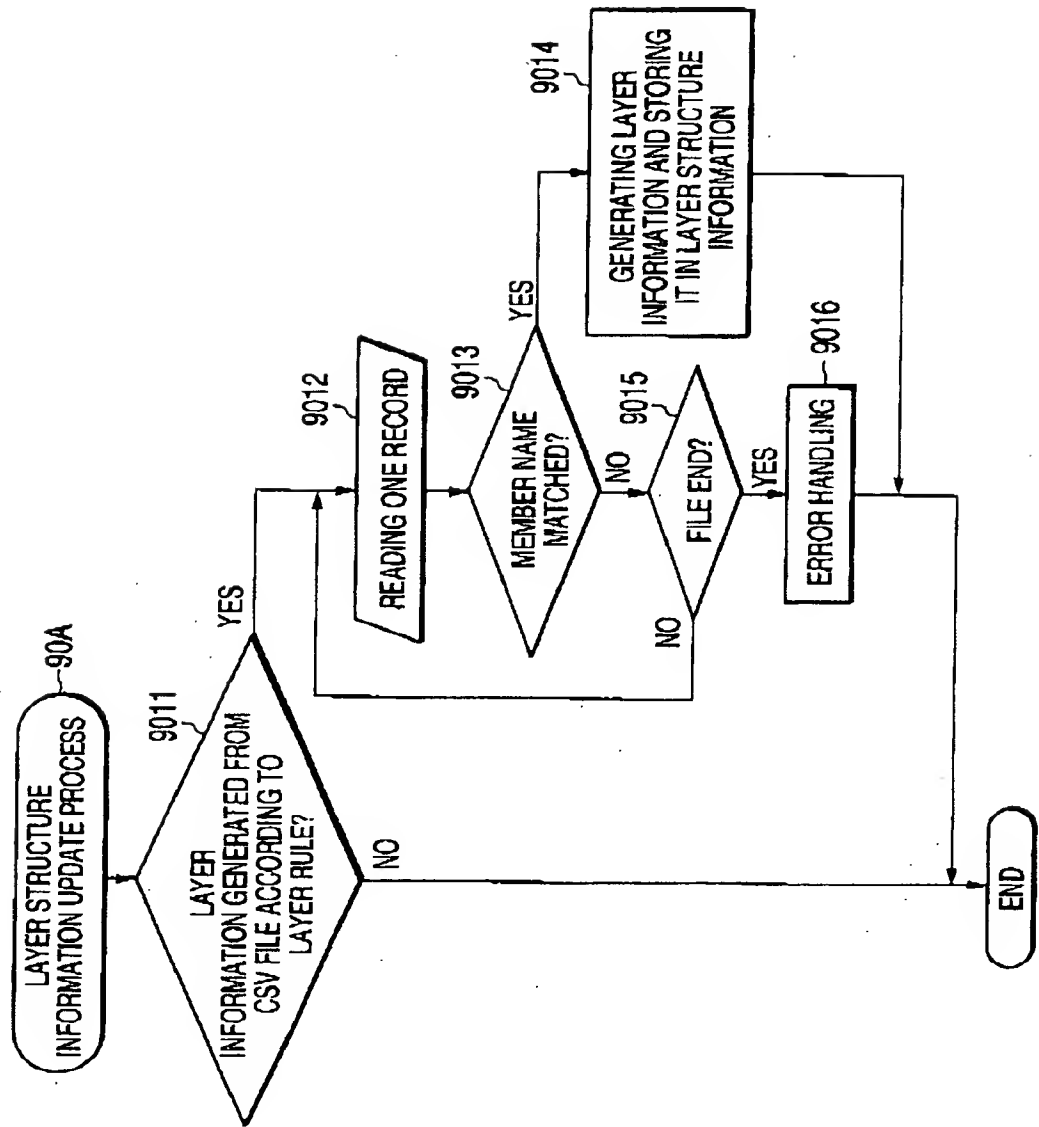 LAYER STRUCTURE
INFORMATION UPDATE PROCESS
90A
9011
LAYER
INFORMATION GENERATED FROM
CSV FILE ACCORDING TO
LAYER RULE?
YES
NO
9012
READING ONE RECORD
9013
MEMBER NAME
MATCHED?
YES
NO
9014
GENERATING LAYER
INFORMATION AND STORING
IT IN LAYER STRUCTURE
INFORMATION
9015
FILE END?
NO
YES
9016
ERROR HANDLING
END